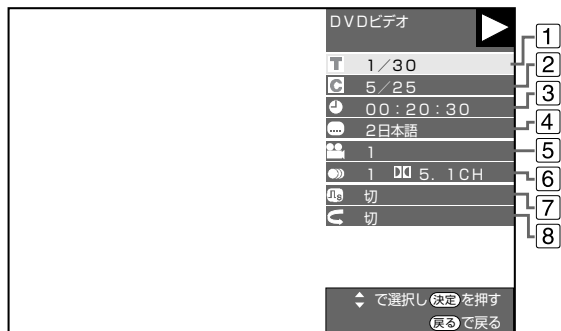 DVDビデオ
T 1/30
C 5/25
00:20:30
2日本語
1
1 5. 1CH
切
切
で選択し 決定 を押す
戻る で戻る
1
2
3
4
5
6
7
8